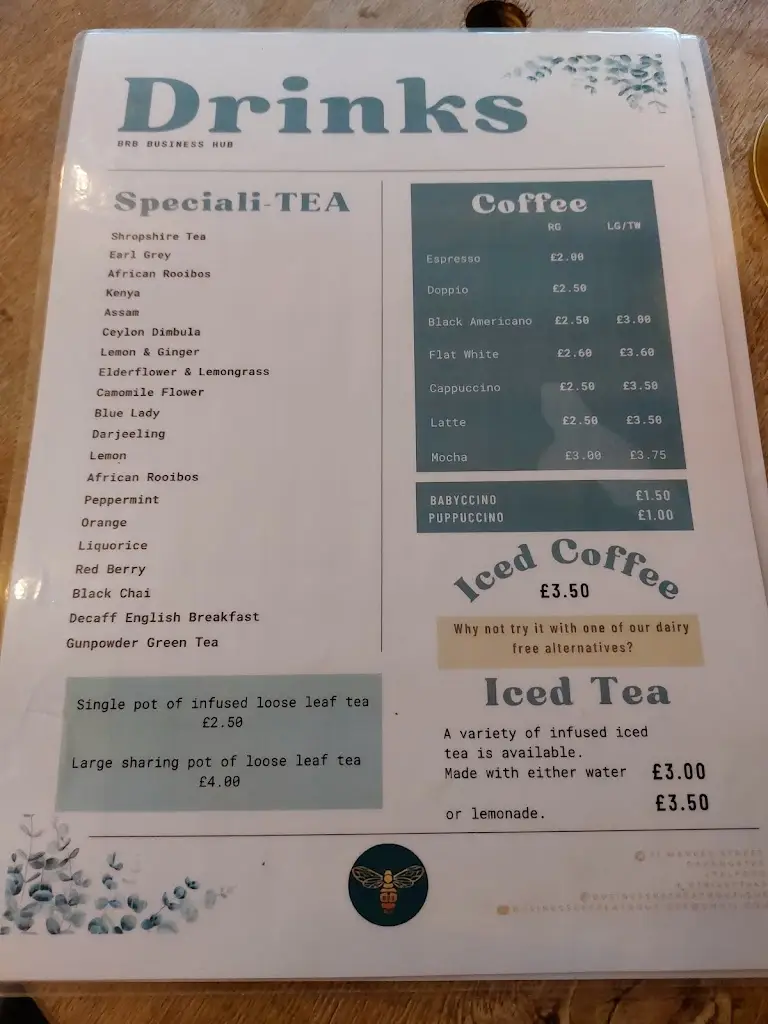 Drinks
BRB BUSINESS HUB
Speciali-TEA
Shropshire Tea
Earl Grey
African Rooibos
Kenya
Assam
Ceylon Dimbula
Lemon & Ginger
Elderflower & Lemongrass
Camomile Flower
Blue Lady
Darjeeling
Lemon
African Rooibos
Peppermint
Orange
Liquorice
Red Berry
Black Chai
Decaff English Breakfast
Gunpowder Green Tea
Single pot of infused loose leaf tea
£2.50
Large sharing pot of loose leaf tea
£4.00
Coffee
RG LG/TW
Espresso £2.00
Doppio £2.50
Black Americano £2.50 £3.00
Flat White £2.60 £3.60
Cappuccino £2.50 £3.50
Latte £2.50 £3.50
Mocha £3.00 £3.75
BABYCCINO £1.50
PUPPUCCINO £1.00
Iced Coffee
£3.50
Why not try it with one of our dairy
free alternatives?
Iced Tea
A variety of infused iced
tea is available.
Made with either water £3.00
£3.50
or lemonade.